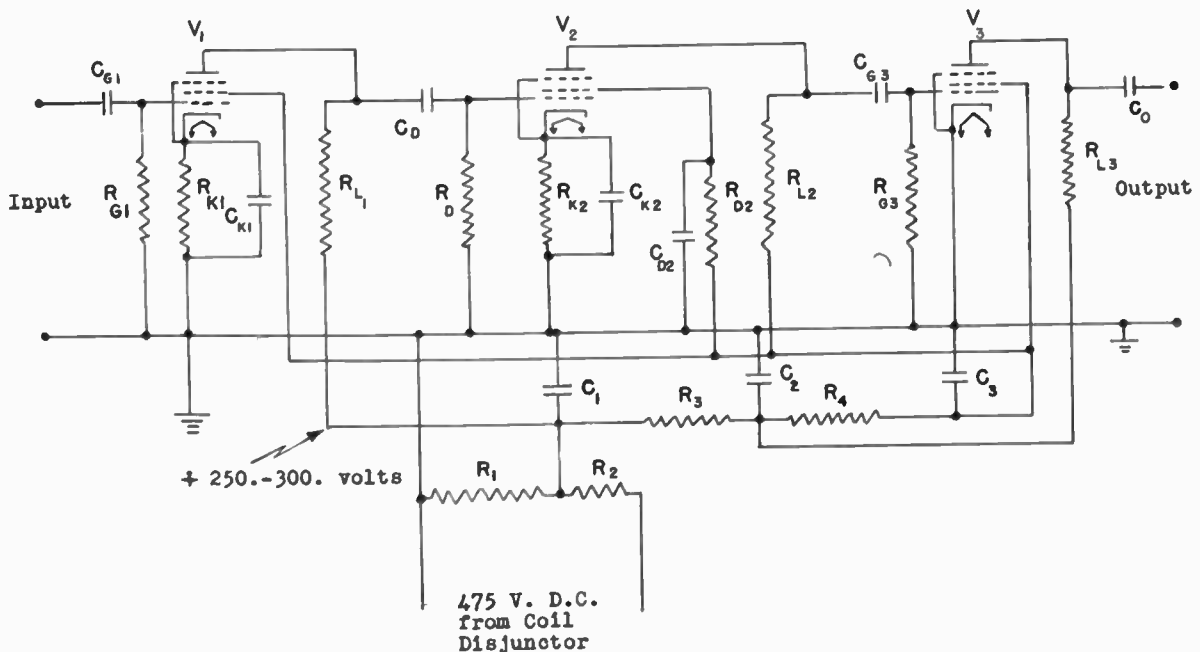 V1
V2
V3
CG1
CD
CG3
CO
Input
RG1
RK1
CK1
RL1
RD
RK2
CK2
CD2
RD2
RL2
RG3
RL3
Output
C1
R3
C2
R4
C3
+ 250.-300. volts
R1
R2
475 V. D.C.
from Coil
Disjunctor